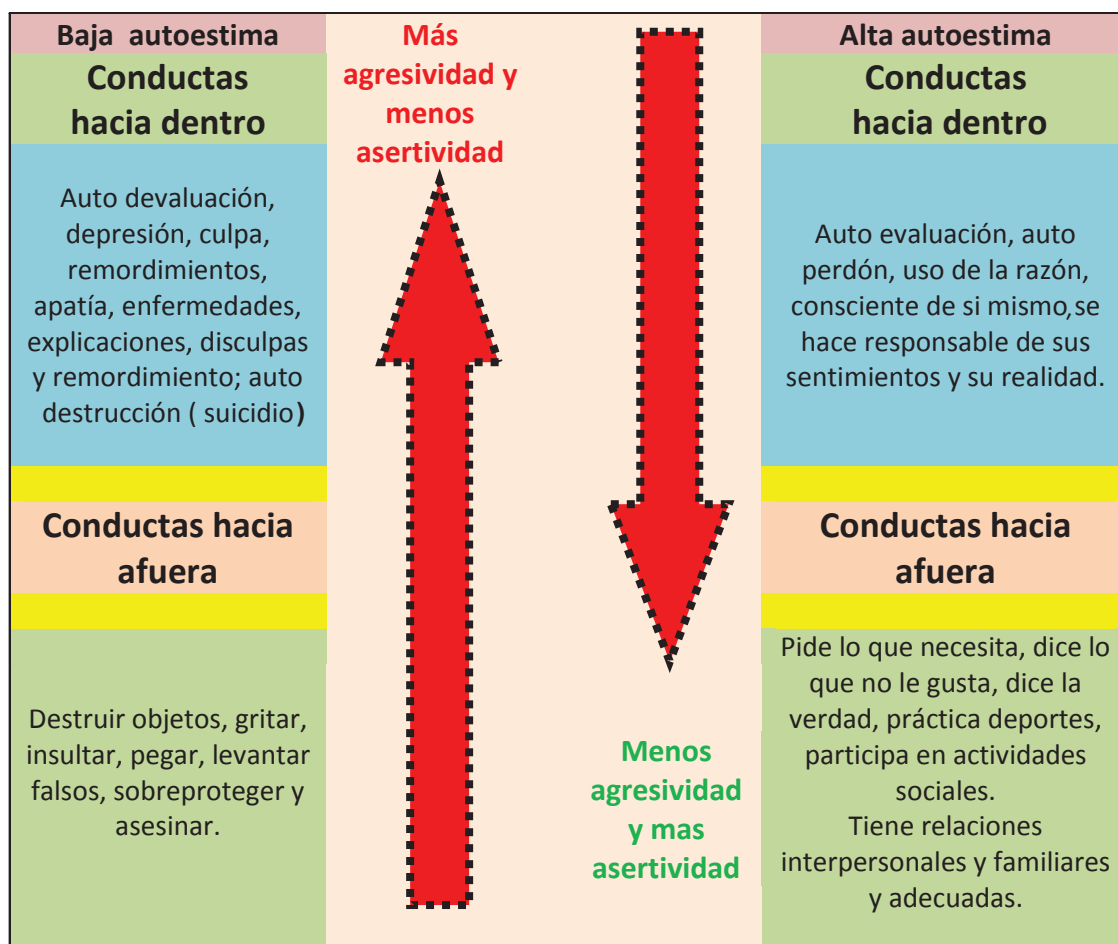 Baja autoestima
Conductas
hacia dentro
Auto devaluación,
depresión, culpa,
remordimientos,
apatía, enfermedades,
explicaciones, disculpas
y remordimiento; auto
destrucción ( suicidio)
Conductas hacia
afuera
Destruir objetos, gritar,
insultar, pegar, levantar
falsos, sobreproteger y
asesinar.
Más
agresividad y
menos
asertividad
Menos
agresividad
y mas
asertividad
Alta autoestima
Conductas
hacia dentro
Auto evaluación, auto
perdón, uso de la razón,
consciente de si mismo,se
hace responsable de sus
sentimientos y su realidad.
Conductas hacia
afuera
Pide lo que necesita, dice lo
que no le gusta, dice la
verdad, práctica deportes,
participa en actividades
sociales.
Tiene relaciones
interpersonales y familiares
y adecuadas.